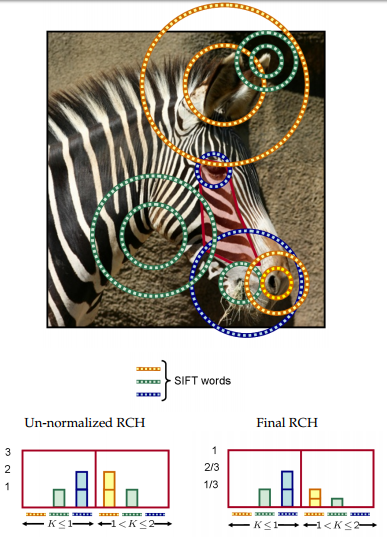 SIFT words
Un-normalized RCH
Final RCH
3
2
1
K ≤ 1
1 < K ≤ 2
1
2/3
1/3
K ≤ 1
1 < K ≤ 2